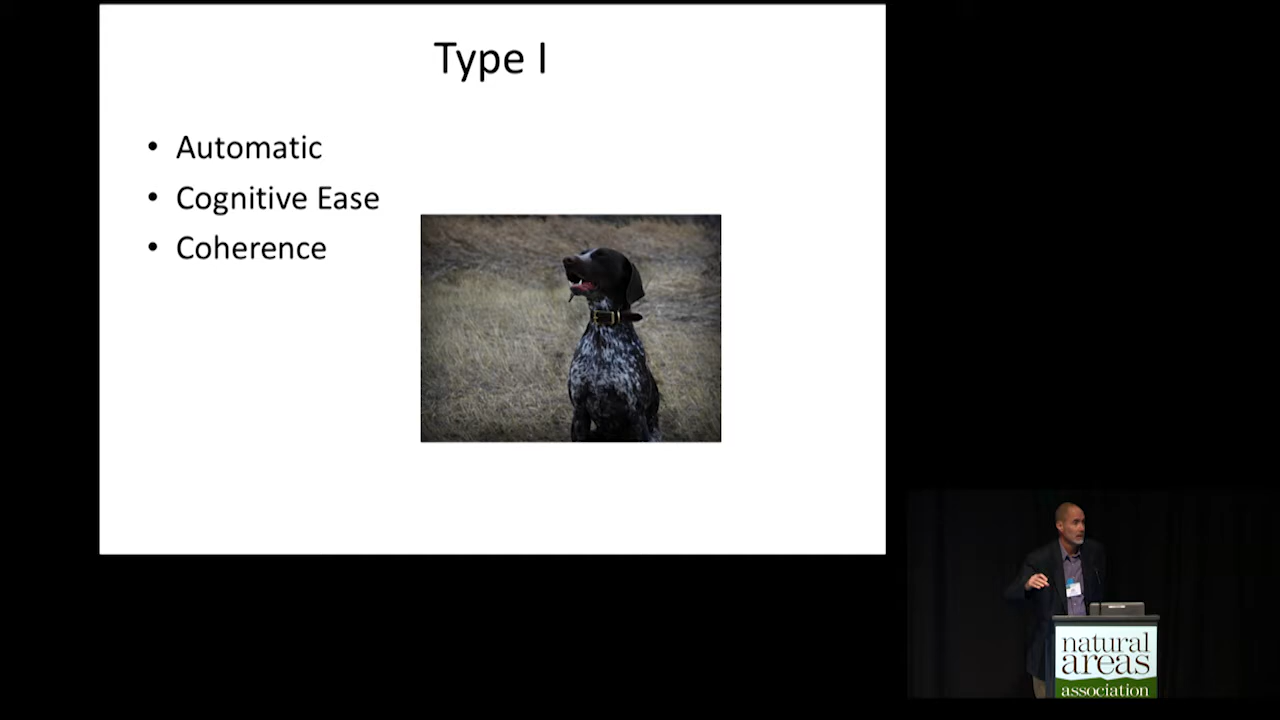 Type I
• Automatic
• Cognitive Ease
• Coherence
natural
areas
association